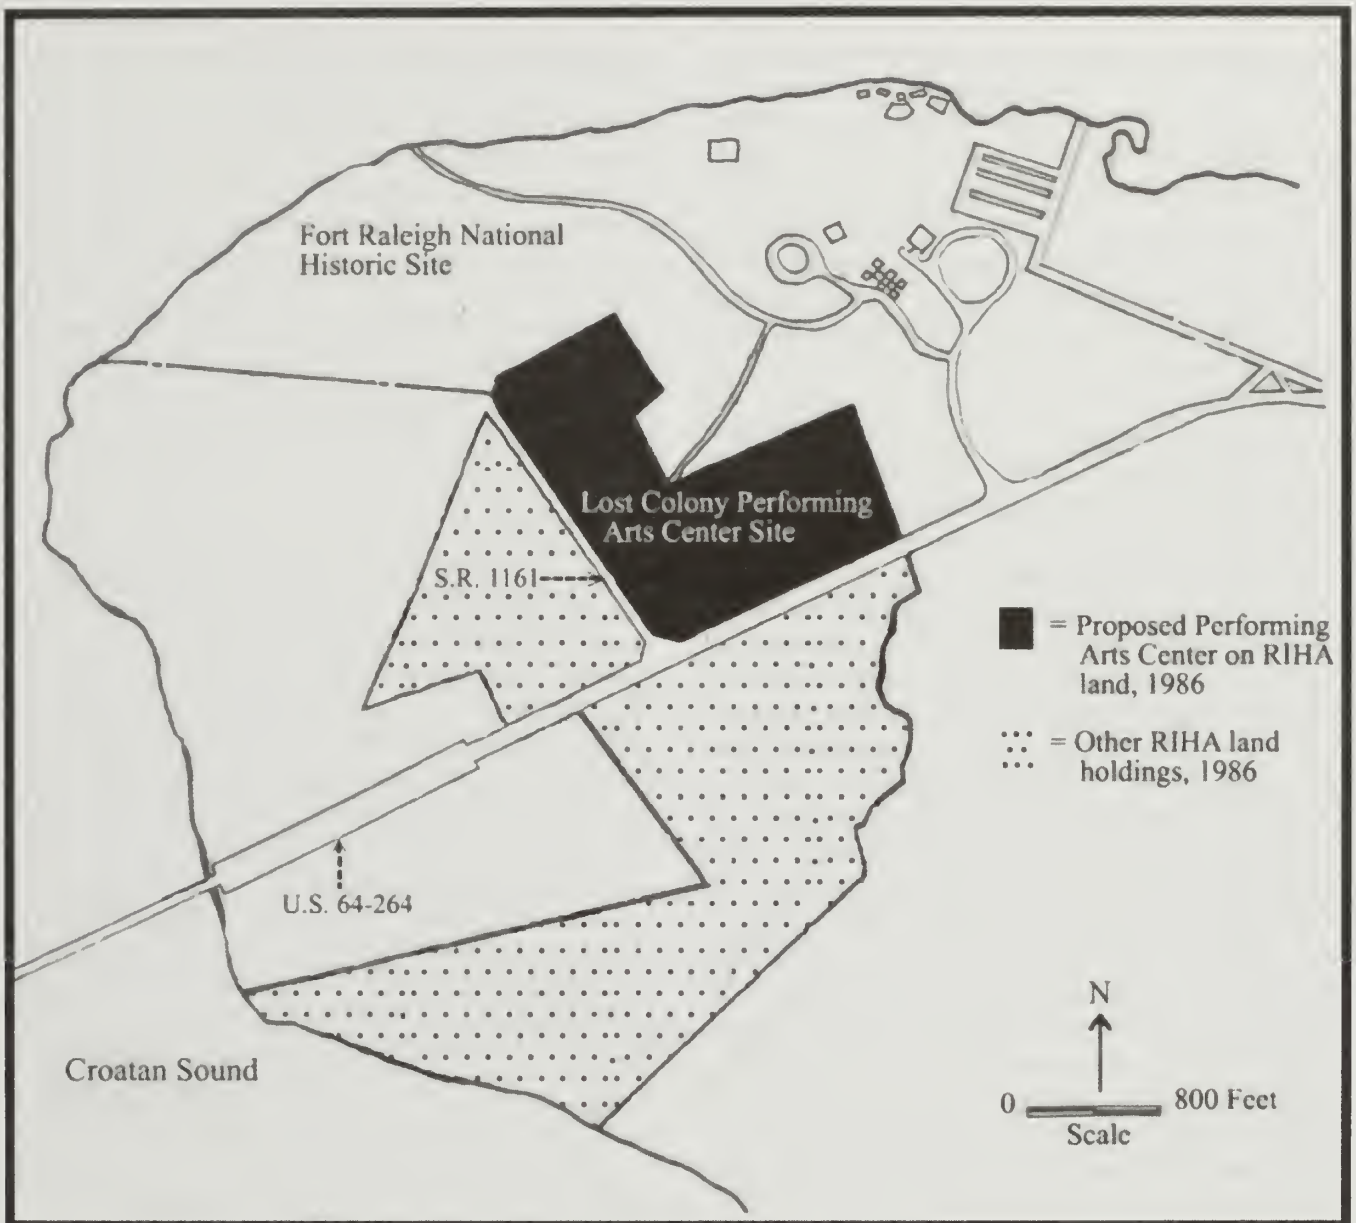 Fort Raleigh National
Historic Site
Lost Colony Performing
Arts Center Site
S.R. 1161
= Proposed Performing
Arts Center on RIHA
land, 1986
= Other RIHA land
holdings, 1986
U.S. 64-264
Croatan Sound
N
0 800 Feet
Scale